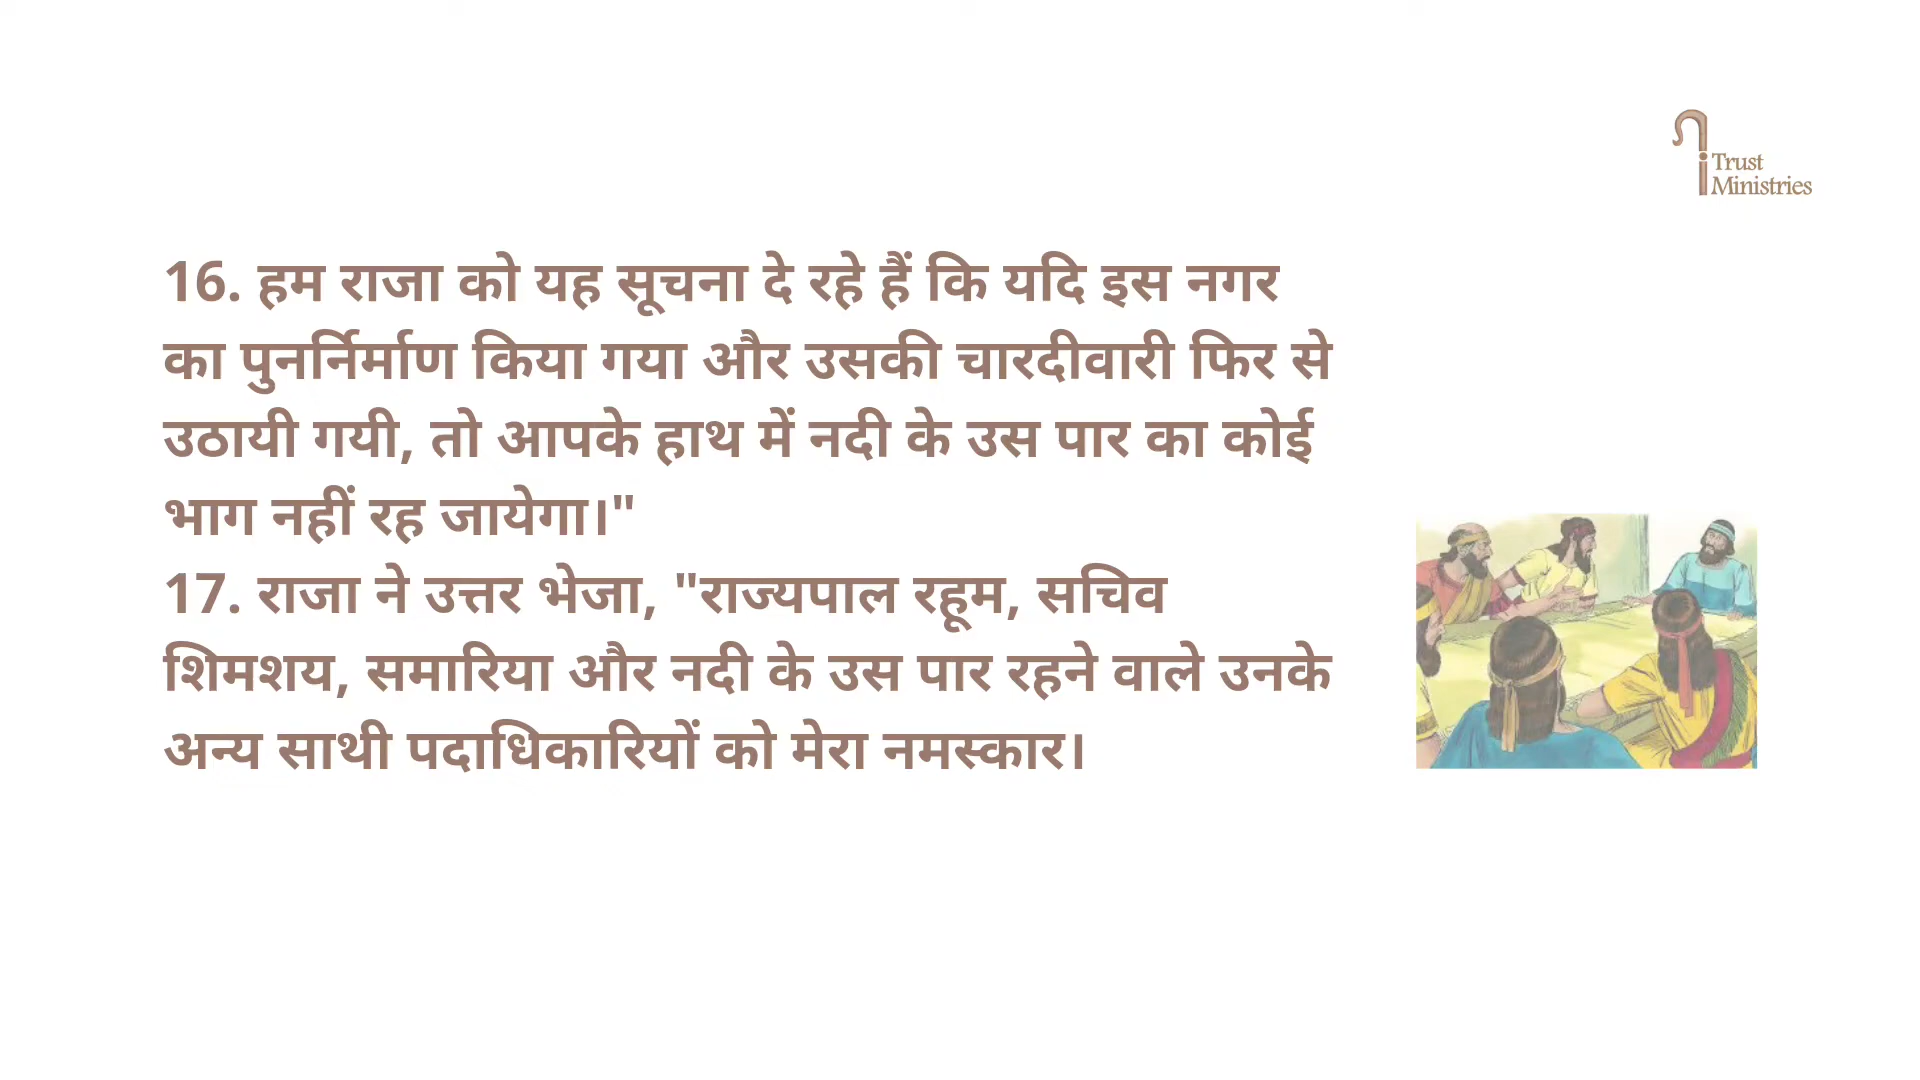 Trust
Ministries
16. हम राजा को यह सूचना दे रहे हैं कि यदि इस नगर
का पुनर्निर्माण किया गया और उसकी चारदीवारी फिर से
उठायी गयी, तो आपके हाथ में नदी के उस पार का कोई
भाग नहीं रह जायेगा।"
17. राजा ने उत्तर भेजा, "राज्यपाल रहूम, सचिव
शिमशय, समारिया और नदी के उस पार रहने वाले उनके
अन्य साथी पदाधिकारियों को मेरा नमस्कार।